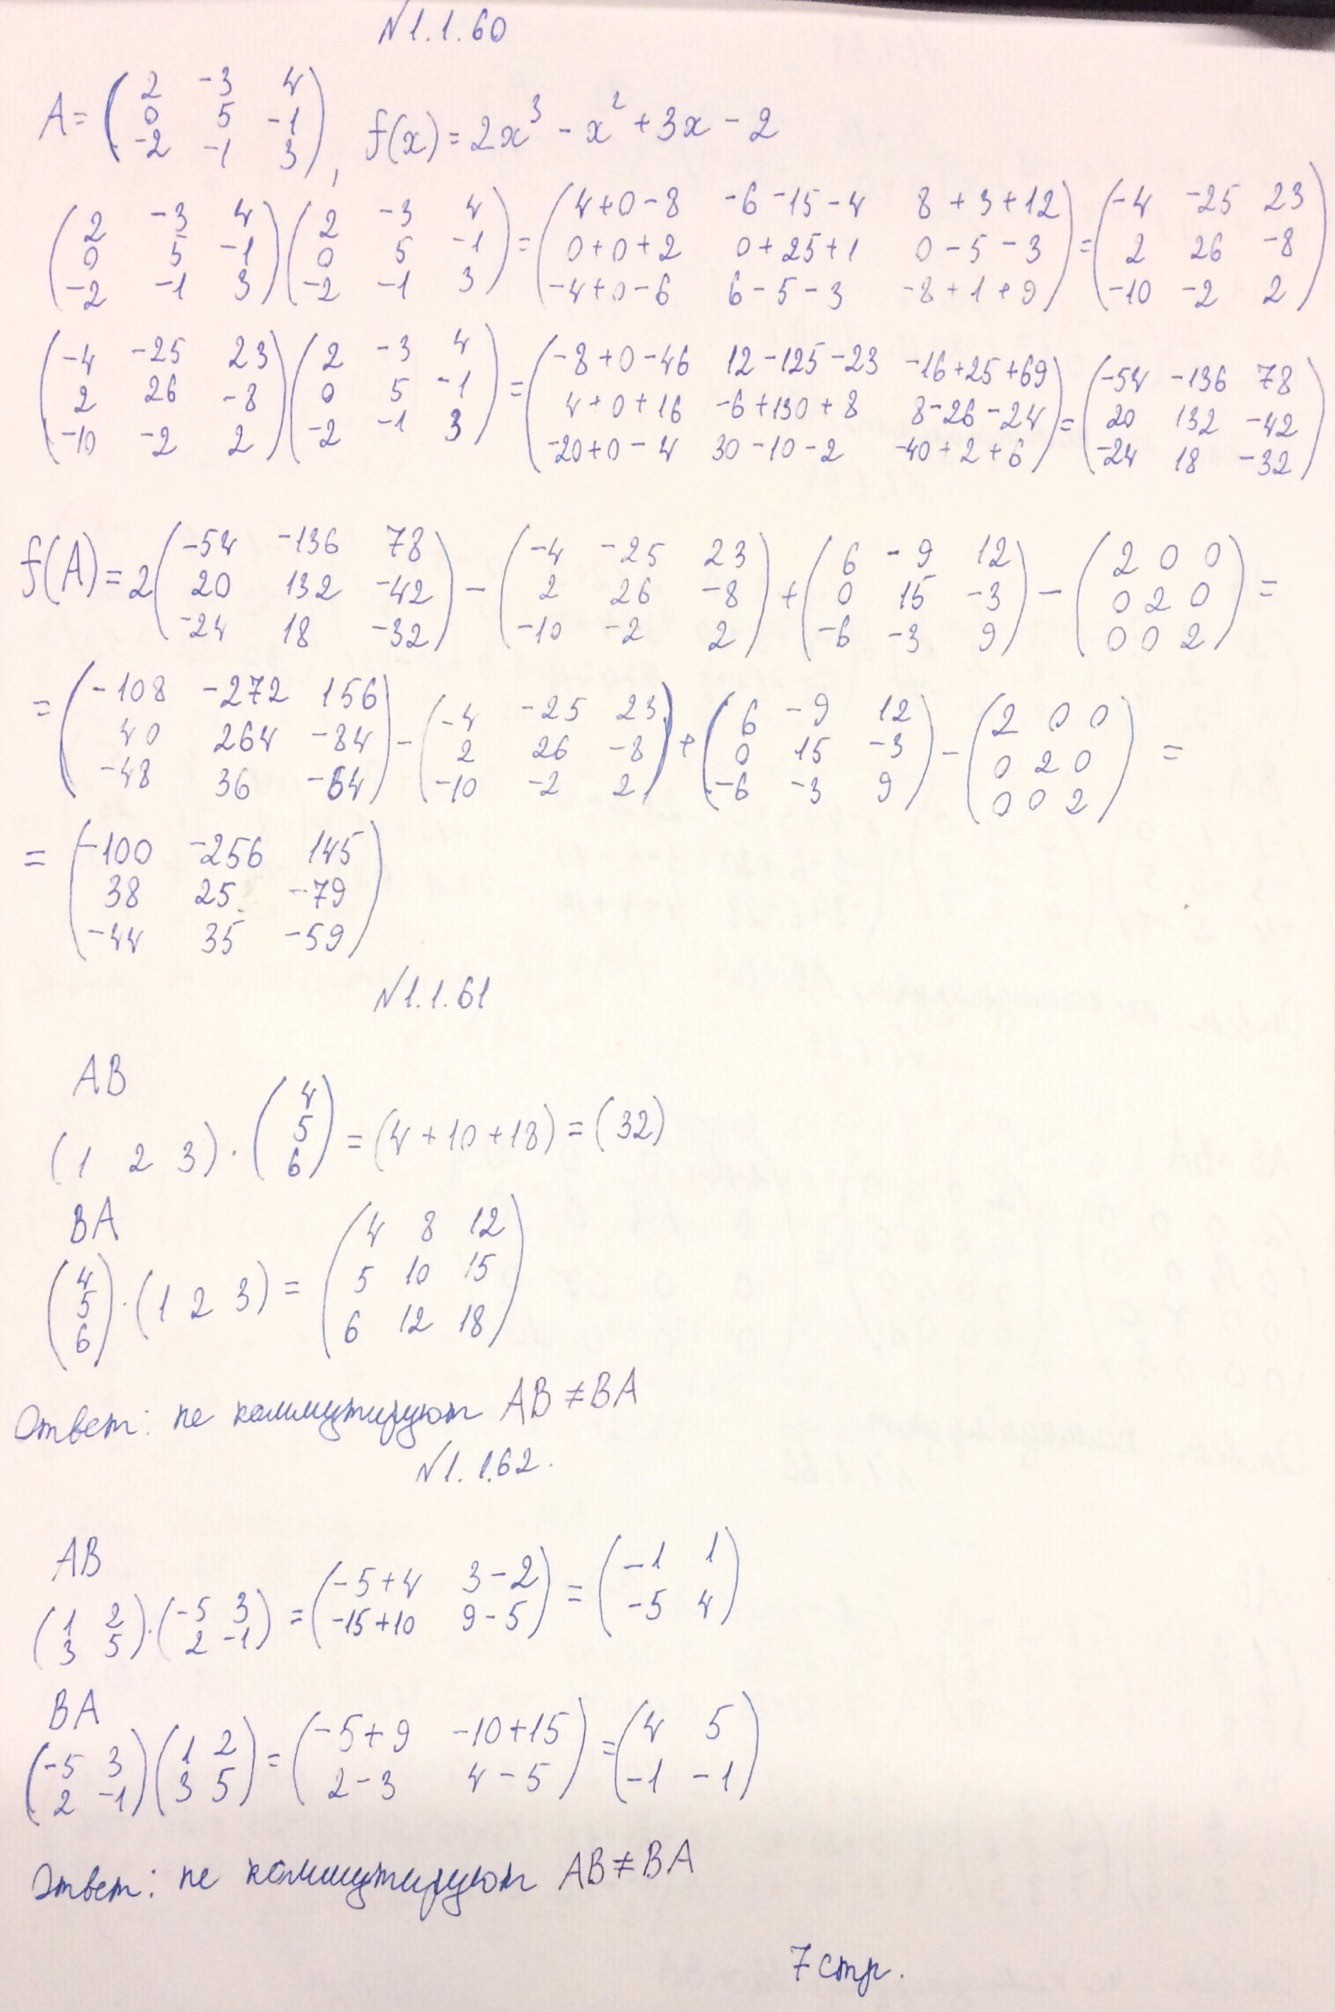 №1.1.60
A = ( 2 -3 4
0 5 -1
-2 -1 3 ) , f(x) = 2x³ - x² + 3x - 2
( 2 -3 4 ) ( 2 -3 4 ) ( 4+0-8 -6-15-4 8+3+12 ) ( -4 -25 23 )
( 0 5 -1 ) ( 0 5 -1 ) = ( 0+0+2 0+25+1 0-5-3 ) = ( 2 26 -8 )
( -2 -1 3 ) ( -2 -1 3 ) ( -4+0-6 6-5-3 -8+1+9 ) ( -10 -2 2 )
( -4 -25 23 ) ( 2 -3 4 ) ( -8+0-46 12-125-23 -16+25+69 ) ( -54 -136 78 )
( 2 26 -8 ) ( 0 5 -1 ) = ( 4+0+16 -6+130+8 8-26-24 ) = ( 20 132 -42 )
( -10 -2 2 ) ( -2 -1 3 ) ( -20+0-4 30-10-2 -40+2+6 ) ( -24 18 -32 )
( -54 -136 78 ) ( -4 -25 23 ) ( 6 -9 12 ) ( 2 0 0 )
f(A) = 2 ( 20 132 -42 ) - ( 2 26 -8 ) + ( 0 15 -3 ) - ( 0 2 0 ) =
( -24 18 -32 ) ( -10 -2 2 ) ( -6 -3 9 ) ( 0 0 2 )
( -108 -272 156 ) ( -4 -25 23 ) ( 6 -9 12 ) ( 2 0 0 )
= ( 40 264 -84 ) - ( 2 26 -8 ) + ( 0 15 -3 ) - ( 0 2 0 ) =
( -48 36 -64 ) ( -10 -2 2 ) ( -6 -3 9 ) ( 0 0 2 )
= ( -100 -256 145 )
( 38 25 -79 )
( -44 35 -59 )
№1.1.61
AB
(1 2 3) · ( 4
5
6 ) = (4+10+18) = (32)
BA
( 4 ) ( 4 8 12 )
( 5 ) · (1 2 3) = ( 5 10 15 )
( 6 ) ( 6 12 18 )
Ответ: не коммутируют AB ≠ BA
№1.1.62.
AB
( 1 2 ) · ( -5 3 ) = ( -5+4 3-2 ) = ( -1 1 )
( 3 5 ) ( 2 -1 ) ( -15+10 9-5 ) ( -5 4 )
BA
( -5 3 ) ( 1 2 ) = ( -5+9 -10+15 ) = ( 4 5 )
( 2 -1 ) ( 3 5 ) ( 2-3 4-5 ) ( -1 -1 )
Ответ: не коммутируют AB ≠ BA
7 стр.